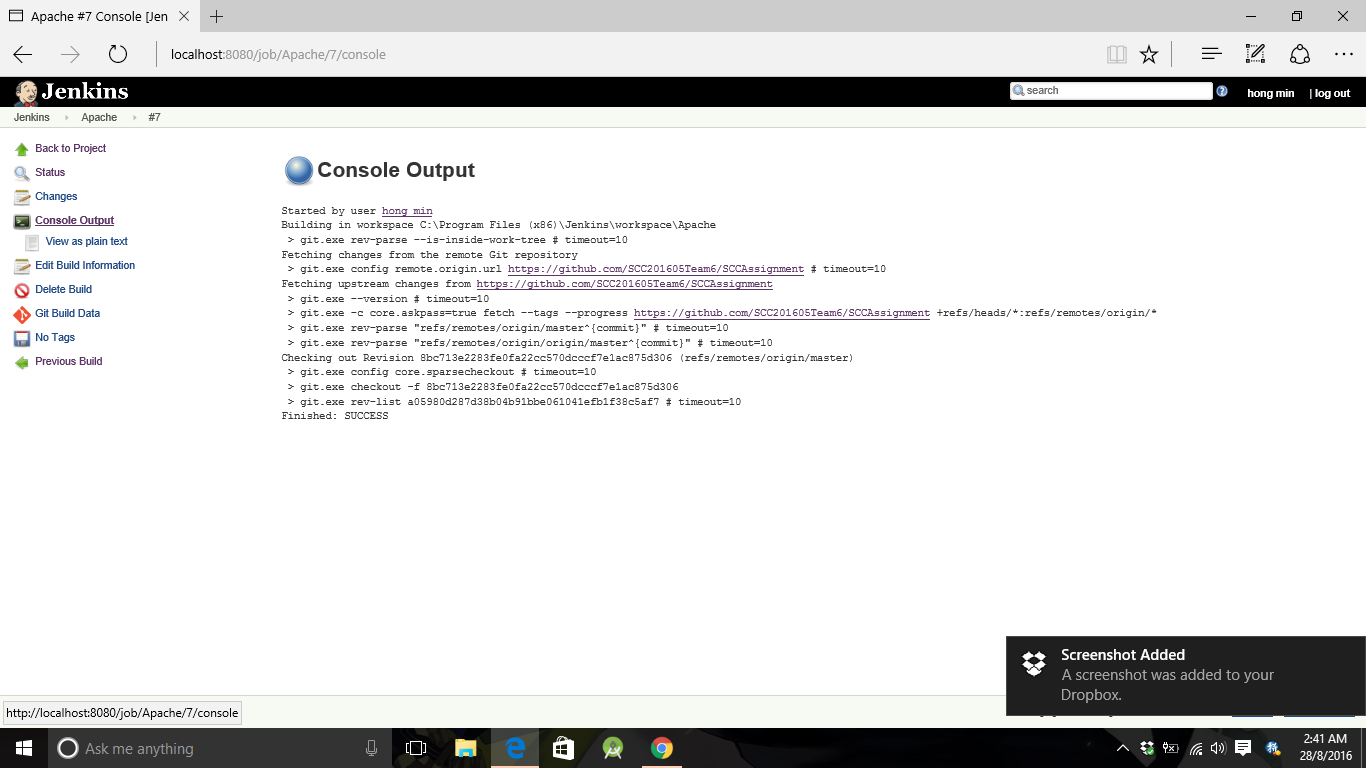 Apache #7 Console [Jen
localhost:8080/job/Apache/7/console
Jenkins
search
hong min
| log out
Jenkins
Apache
#7
Back to Project
Status
Changes
Console Output
View as plain text
Edit Build Information
Delete Build
Git Build Data
No Tags
Previous Build
Console Output
Started by user hong min
Building in workspace C:\Program Files (x86)\Jenkins\workspace\Apache
> git.exe rev-parse --is-inside-work-tree # timeout=10
Fetching changes from the remote Git repository
> git.exe config remote.origin.url https://github.com/SCC201605Team6/SCCAssignment # timeout=10
Fetching upstream changes from https://github.com/SCC201605Team6/SCCAssignment
> git.exe --version # timeout=10
> git.exe -c core.askpass=true fetch --tags --progress https://github.com/SCC201605Team6/SCCAssignment +refs/heads/*:refs/remotes/origin/*
> git.exe rev-parse "refs/remotes/origin/master^{commit}" # timeout=10
> git.exe rev-parse "refs/remotes/origin/origin/master^{commit}" # timeout=10
Checking out Revision 8bc713e2283fe0fa22cc570dcccf7e1ac875d306 (refs/remotes/origin/master)
> git.exe config core.sparsecheckout # timeout=10
> git.exe checkout -f 8bc713e2283fe0fa22cc570dcccf7e1ac875d306
> git.exe rev-list a05980d287d38b04b91bbe061041efb1f38c5af7 # timeout=10
Finished: SUCCESS
Screenshot Added
A screenshot was added to your
Dropbox.
http://localhost:8080/job/Apache/7/console
Ask me anything
2:41 AM
28/8/2016